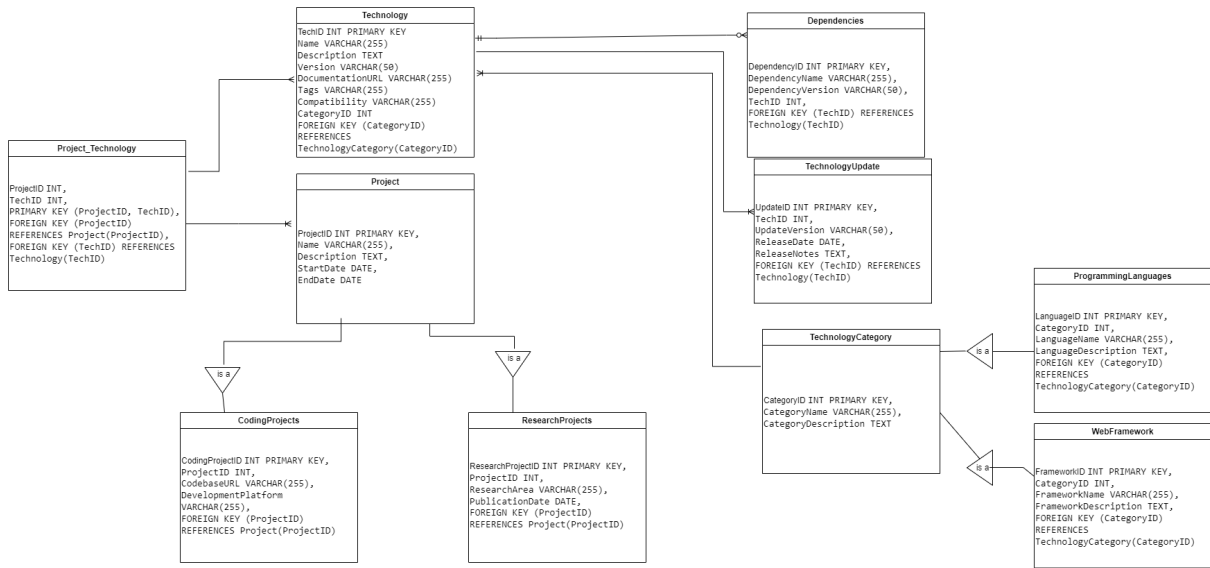 Technology
TechID INT PRIMARY KEY
Name VARCHAR(255)
Description TEXT
Version VARCHAR(50)
DocumentationURL VARCHAR(255)
Tags VARCHAR(255)
Compatibility VARCHAR(255)
CategoryID INT
FOREIGN KEY (CategoryID)
REFERENCES
TechnologyCategory(CategoryID)
Dependencies
DependencyID INT PRIMARY KEY,
DependencyName VARCHAR(255),
DependencyVersion VARCHAR(50),
TechID INT,
FOREIGN KEY (TechID) REFERENCES
Technology(TechID)
Project_Technology
ProjectID INT,
TechID INT,
PRIMARY KEY (ProjectID, TechID),
FOREIGN KEY (ProjectID)
REFERENCES Project(ProjectID),
FOREIGN KEY (TechID) REFERENCES
Technology(TechID)
Project
ProjectID INT PRIMARY KEY,
Name VARCHAR(255),
Description TEXT,
StartDate DATE,
EndDate DATE
TechnologyUpdate
UpdateID INT PRIMARY KEY,
TechID INT,
UpdateVersion VARCHAR(50),
ReleaseDate DATE,
ReleaseNotes TEXT,
FOREIGN KEY (TechID) REFERENCES
Technology(TechID)
ProgrammingLanguages
LanguageID INT PRIMARY KEY,
CategoryID INT,
LanguageName VARCHAR(255),
LanguageDescription TEXT,
FOREIGN KEY (CategoryID)
REFERENCES
TechnologyCategory(CategoryID)
TechnologyCategory
CategoryID INT PRIMARY KEY,
CategoryName VARCHAR(255),
CategoryDescription TEXT
is a
is a
is a
is a
CodingProjects
CodingProjectID INT PRIMARY KEY,
ProjectID INT,
CodebaseURL VARCHAR(255),
DevelopmentPlatform
VARCHAR(255),
FOREIGN KEY (ProjectID)
REFERENCES Project(ProjectID)
ResearchProjects
ResearchProjectID INT PRIMARY KEY,
ProjectID INT,
ResearchArea VARCHAR(255),
PublicationDate DATE,
FOREIGN KEY (ProjectID)
REFERENCES Project(ProjectID)
WebFramework
FrameworkID INT PRIMARY KEY,
CategoryID INT,
FrameworkName VARCHAR(255),
FrameworkDescription TEXT,
FOREIGN KEY (CategoryID)
REFERENCES
TechnologyCategory(CategoryID)